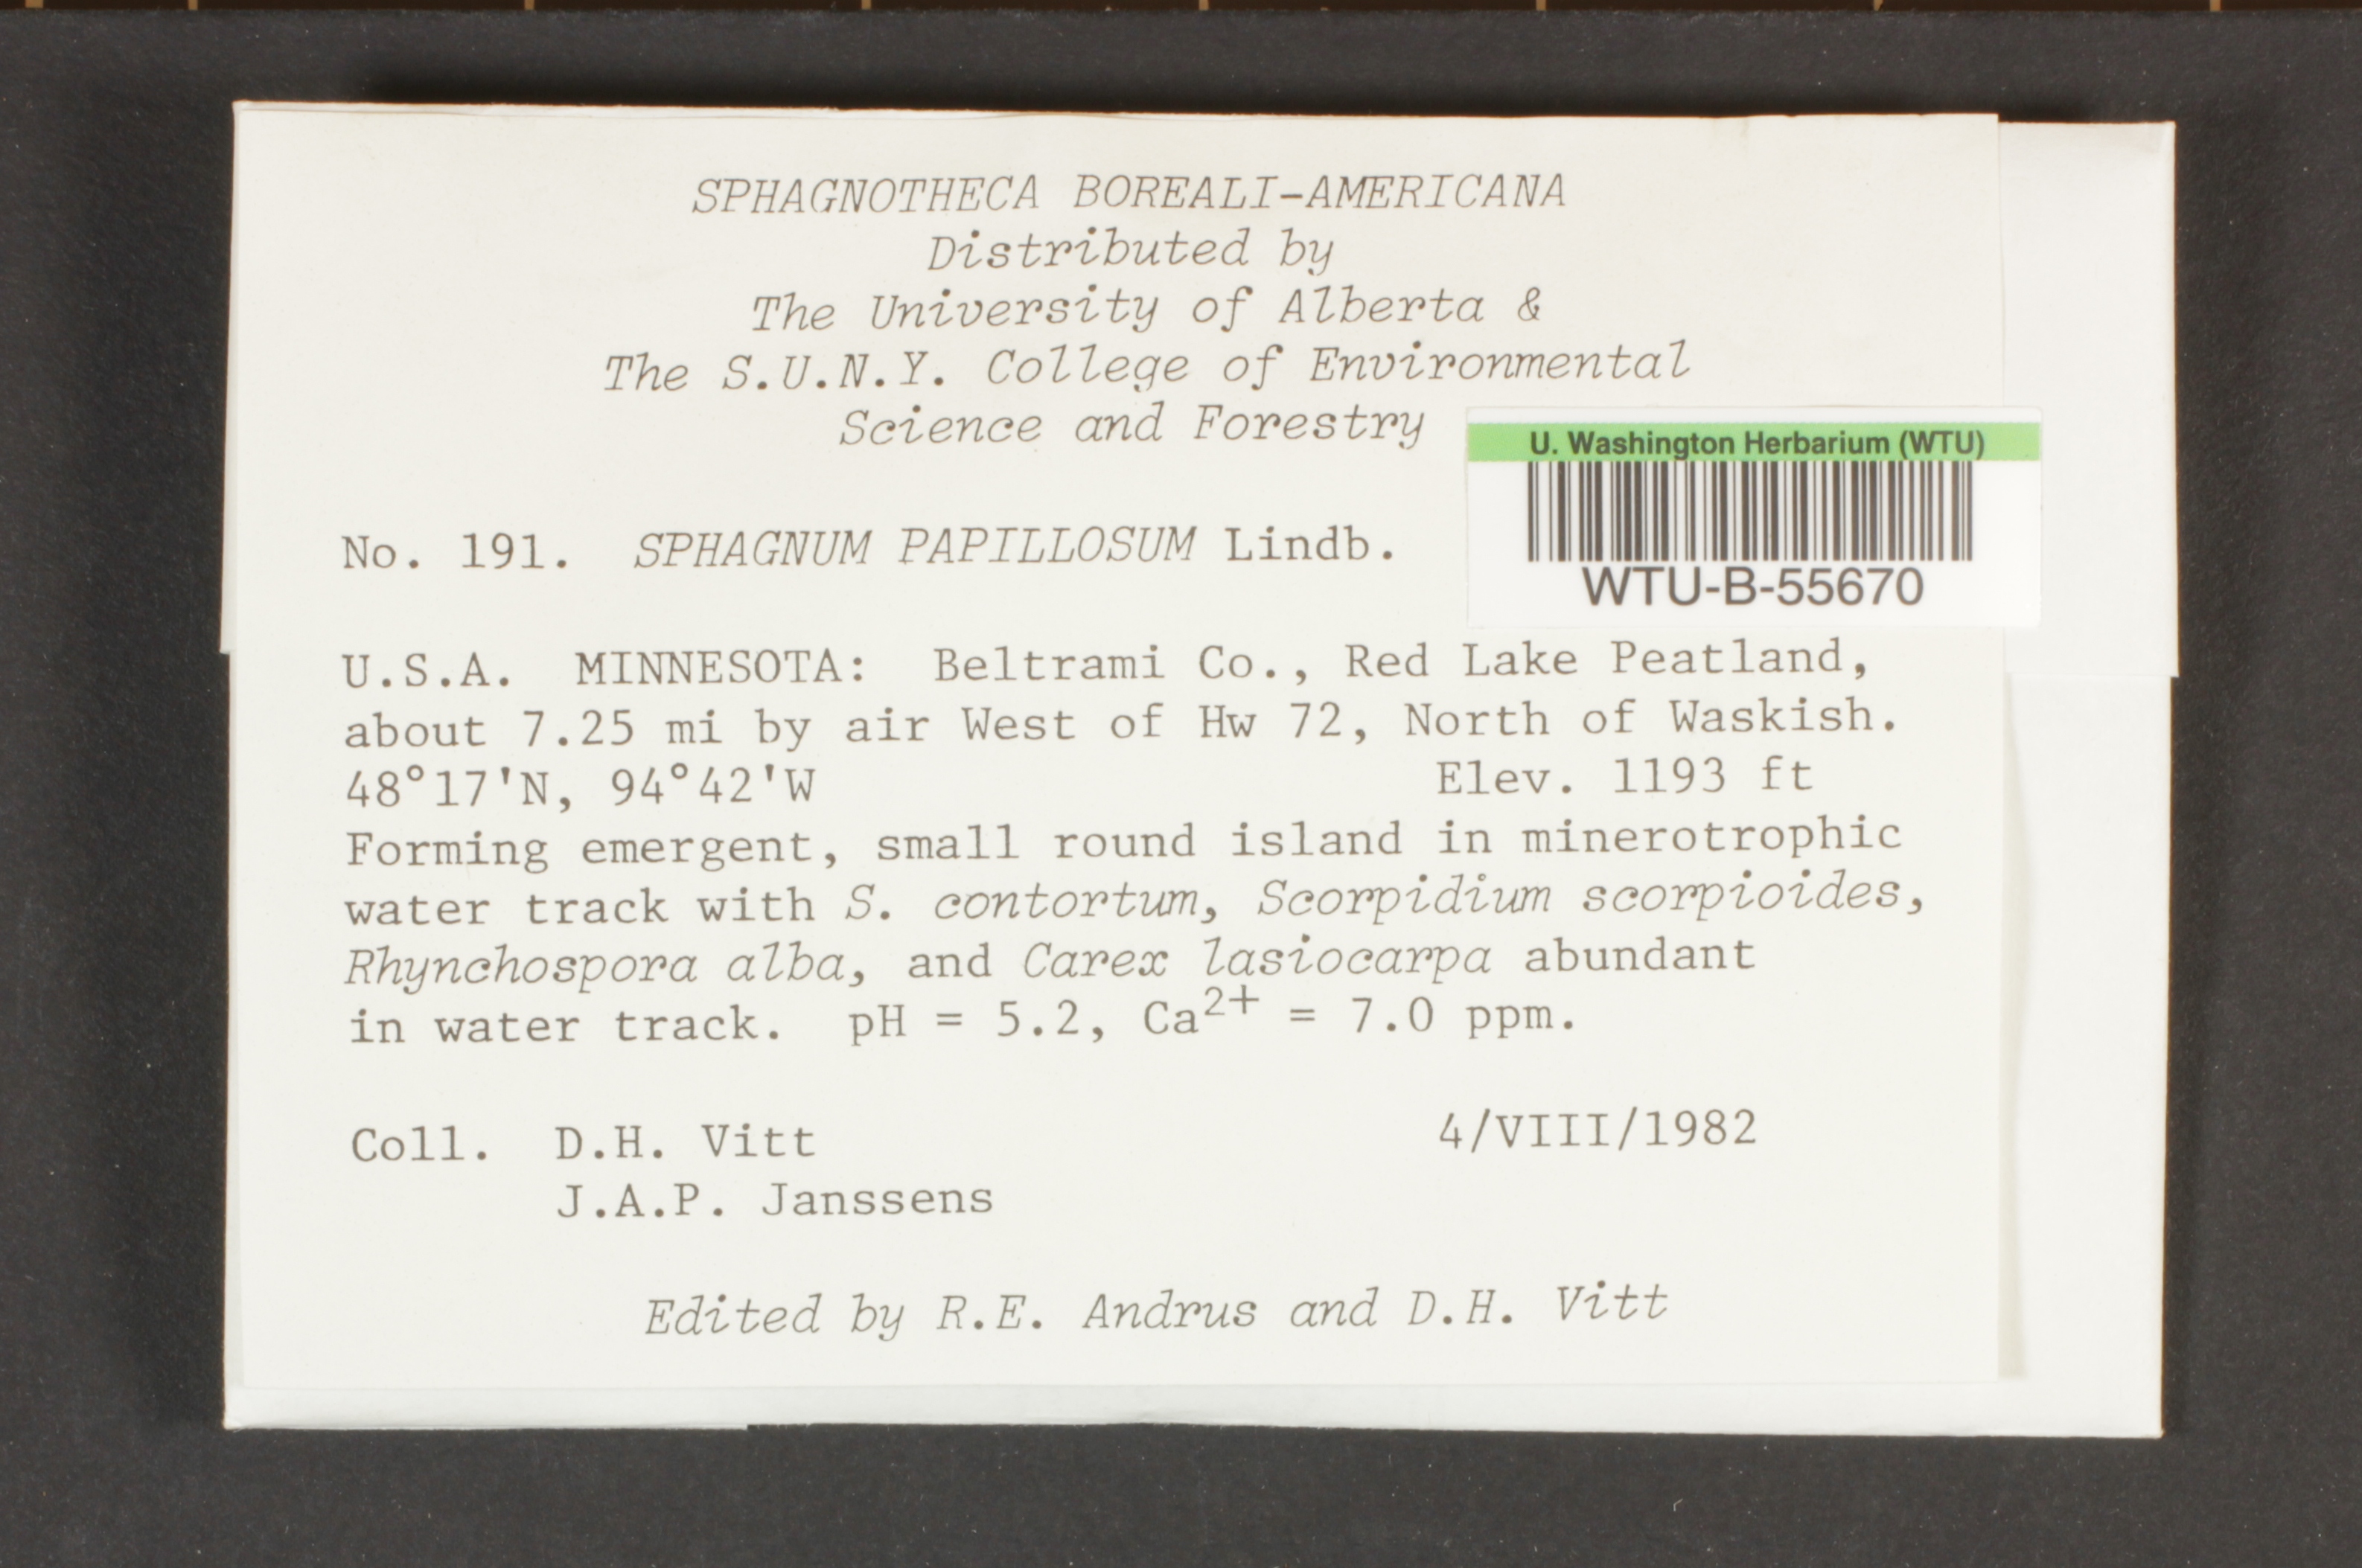 SPHAGNOTHECA BOREALI-AMERICANA
Distributed by
The University of Alberta &
The S.U.N.Y. College of Environmental
Science and Forestry
U. Washington Herbarium (WTU)
WTU-B-55670
No. 191. SPHAGNUM PAPILLOSUM Lindb.
U.S.A. MINNESOTA: Beltrami Co., Red Lake Peatland,
about 7.25 mi by air West of Hw 72, North of Waskish.
48°17'N, 94°42'W Elev. 1193 ft
Forming emergent, small round island in minerotrophic
water track with S. contortum, Scorpidium scorpioides,
Rhynchospora alba, and Carex lasiocarpa abundant
in water track. pH = 5.2, Ca²⁺ = 7.0 ppm.
Coll. D.H. Vitt 4/VIII/1982
J.A.P. Janssens
Edited by R.E. Andrus and D.H. Vitt